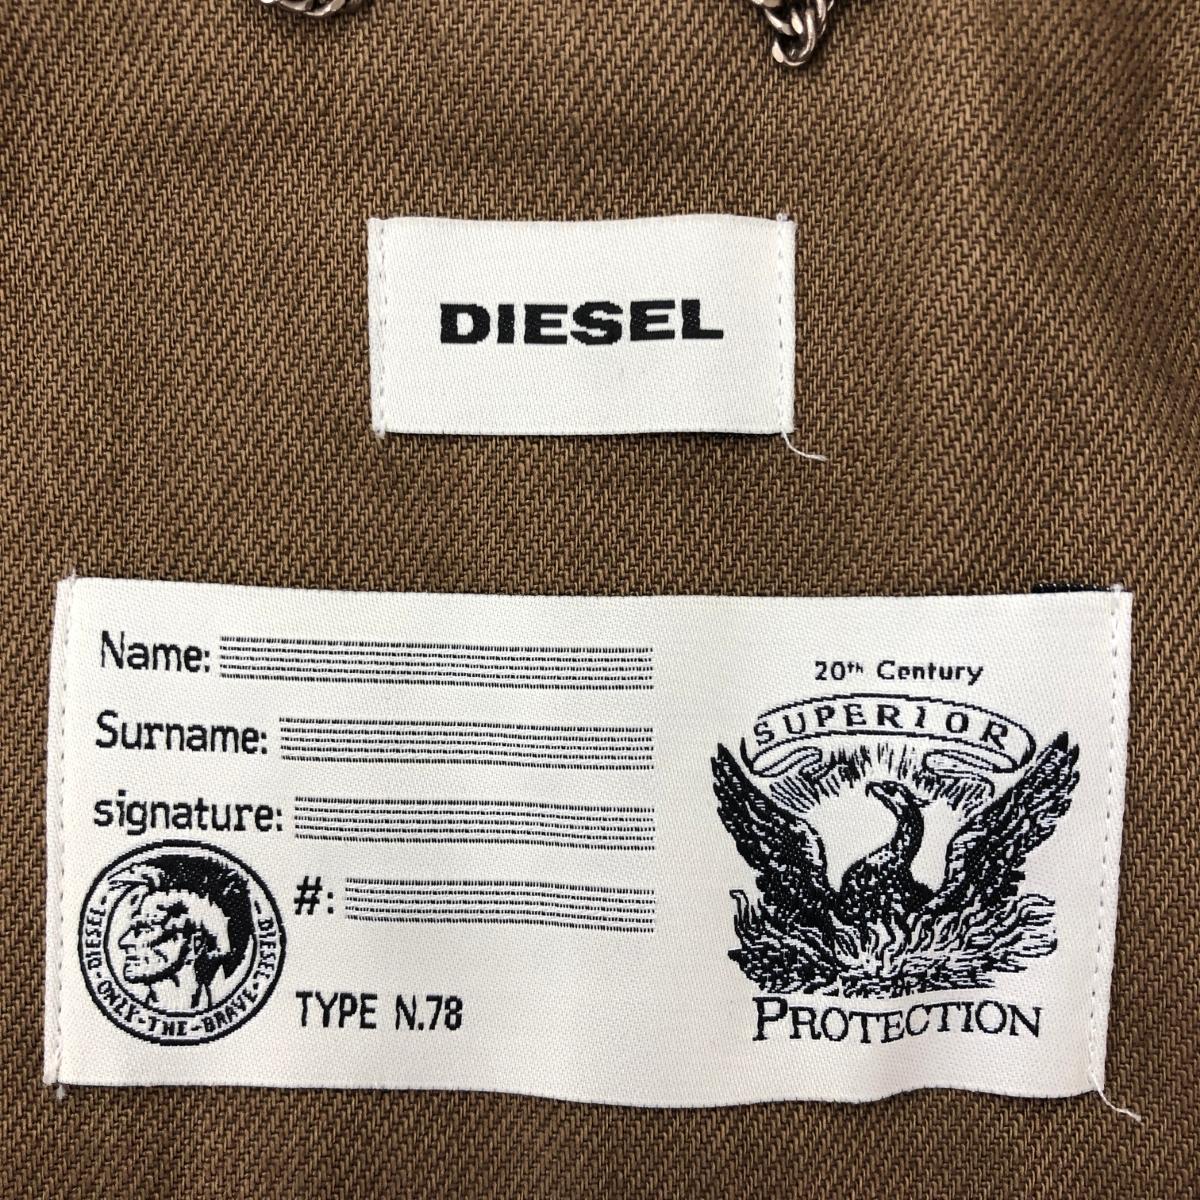 DIESEL
Name:
Surname:
signature:
#:
TYPE N.78
DIESEL-ONLY-THE-BRAVE-DIESEL-
20th Century
SUPERIOR
PROTECTION